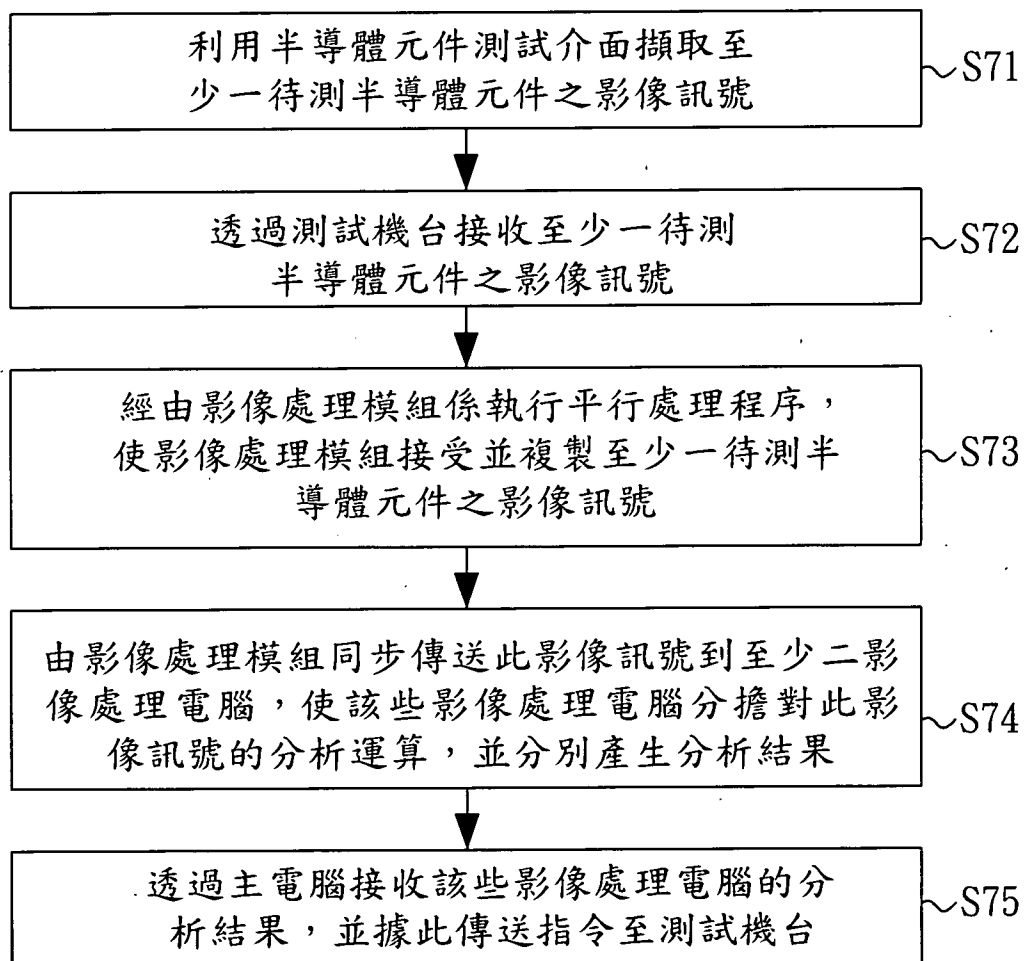 利用半導體元件測試介面擷取至
少一待測半導體元件之影像訊號
S71
透過測試機台接收至少一待測
半導體元件之影像訊號
S72
經由影像處理模組係執行平行處理程序，
使影像處理模組接受並複製至少一待測半
導體元件之影像訊號
S73
由影像處理模組同步傳送此影像訊號到至少二影
像處理電腦，使該些影像處理電腦分擔對此影
像訊號的分析運算，並分別產生分析結果
S74
透過主電腦接收該些影像處理電腦的分
析結果，並據此傳送指令至測試機台
S75